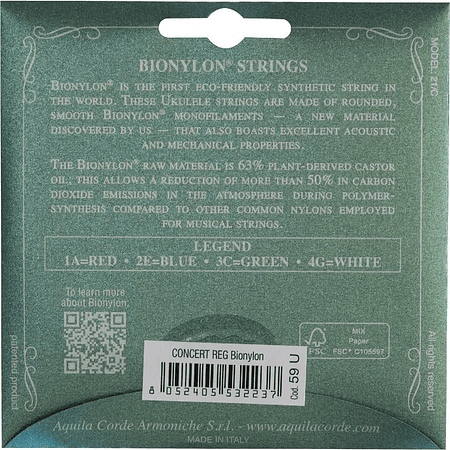 BIONYLON® STRINGS
MODEL 21/C
BIONYLON® IS THE FIRST ECO-FRIENDLY SYNTHETIC STRING IN
THE WORLD. THESE UKULELE STRINGS ARE MADE OF ROUNDED,
SMOOTH BIONYLON® MONOFILAMENTS — A NEW MATERIAL
DISCOVERED BY US — THAT ALSO BOASTS EXCELLENT ACOUSTIC
AND MECHANICAL PROPERTIES.
THE BIONYLON® RAW MATERIAL IS 63% PLANT-DERIVED CASTOR
OIL; THIS ALLOWS A REDUCTION OF MORE THAN 50% IN CARBON
DIOXIDE EMISSIONS IN THE ATMOSPHERE DURING POLYMER-
SYNTHESIS COMPARED TO OTHER COMMON NYLONS EMPLOYED
FOR MUSICAL STRINGS.
LEGEND
1A=RED • 2E=BLUE • 3C=GREEN • 4G=WHITE
To learn more
about Bionylon:
patented product
CONCERT REG Bionylon
8 052405 532237
Cod. 59 U
FSC
MIX
Paper
FSC® C105597
All rights reserved
Aquila Corde Armoniche S.r.l. - www.aquilacorde.com
MADE IN ITALY